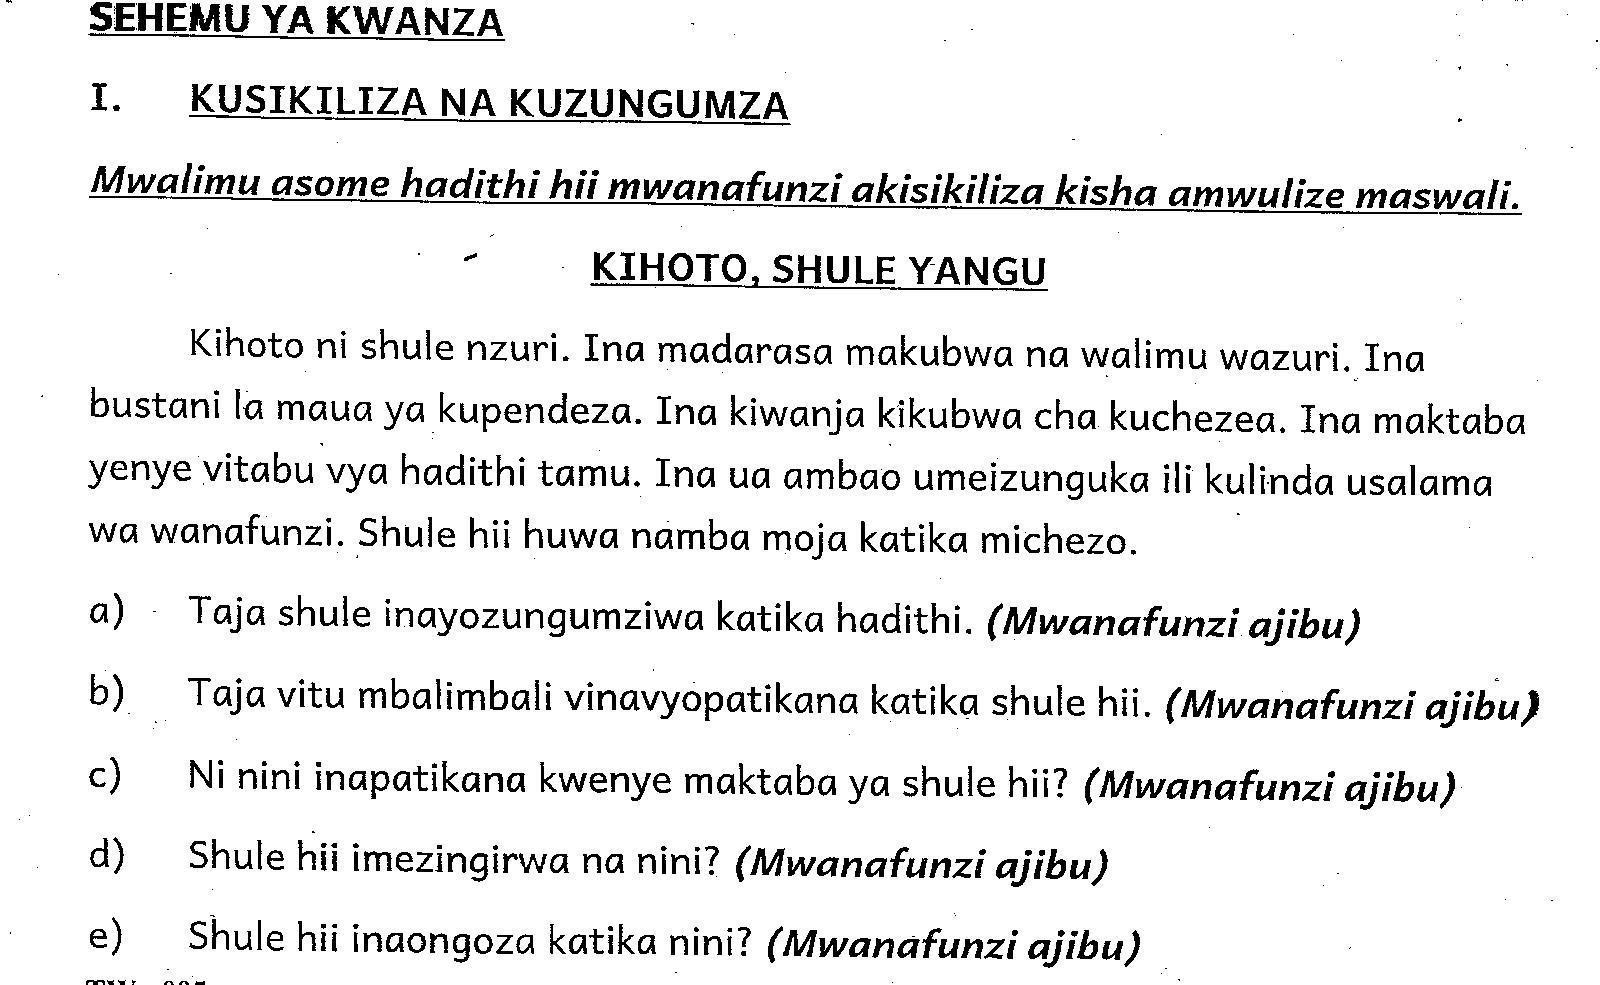 SEHEMU YA KWANZA
I. KUSIKILIZA NA KUZUNGUMZA
Mwalimu asome hadithi hii mwanafunzi akisikiliza kisha amwulize maswali.
KIHOTO, SHULE YANGU
Kihoto ni shule nzuri. Ina madarasa makubwa na walimu wazuri. Ina
bustani la maua ya kupendeza. Ina kiwanja kikubwa cha kuchezea. Ina maktaba
yenye vitabu vya hadithi tamu. Ina ua ambao umeizunguka ili kulinda usalama
wa wanafunzi. Shule hii huwa namba moja katika michezo.
a) Taja shule inayozungumziwa katika hadithi. (Mwanafunzi ajibu)
b) Taja vitu mbalimbali vinavyopatikana katika shule hii. (Mwanafunzi ajibu)
c) Ni nini inapatikana kwenye maktaba ya shule hii? (Mwanafunzi ajibu)
d) Shule hii imezingirwa na nini? (Mwanafunzi ajibu)
e) Shule hii inaongoza katika nini? (Mwanafunzi ajibu)